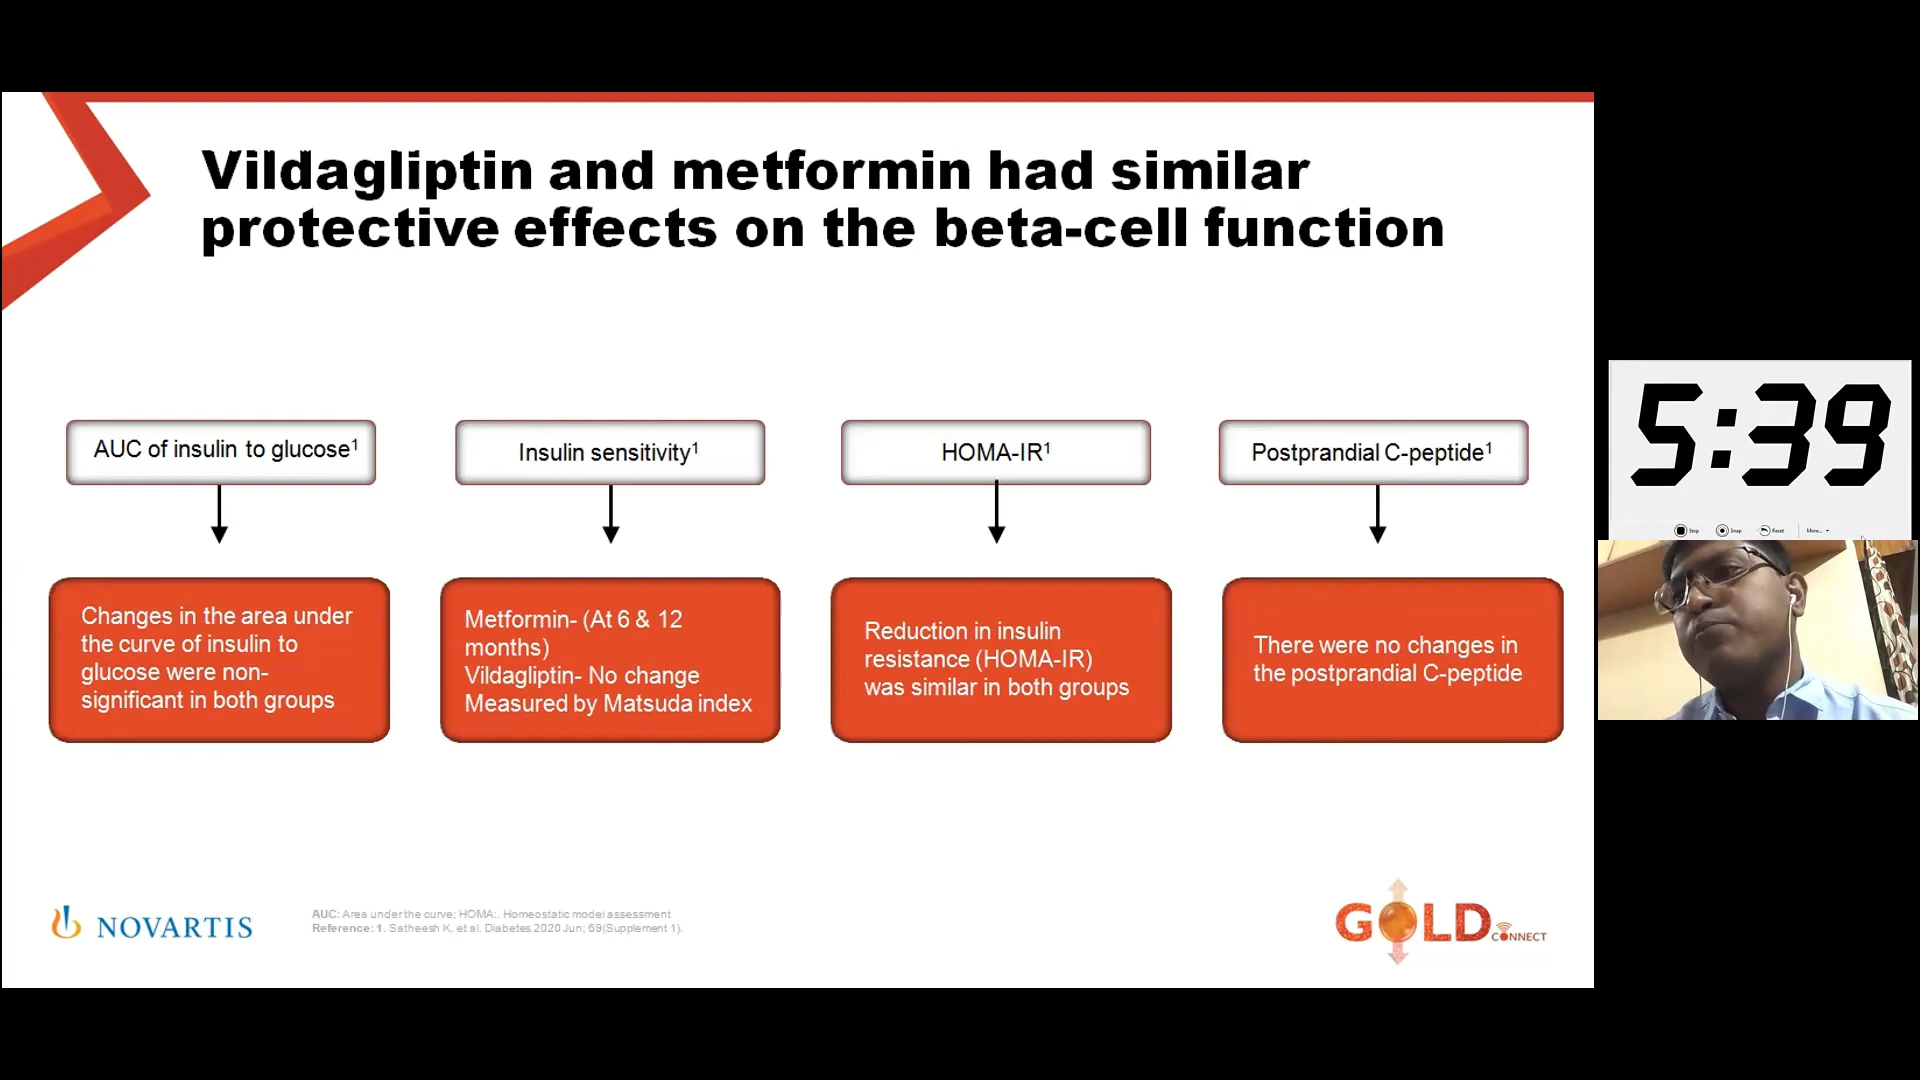 Vildagliptin and metformin had similar
protective effects on the beta-cell function
AUC of insulin to glucose¹
Insulin sensitivity¹
HOMA-IR¹
Postprandial C-peptide¹
Changes in the area under
the curve of insulin to
glucose were non-
significant in both groups
Metformin- (At 6 & 12
months)
Vildagliptin- No change
Measured by Matsuda index
Reduction in insulin
resistance (HOMA-IR)
was similar in both groups
There were no changes in
the postprandial C-peptide
NOVARTIS
AUC: Area under the curve; HOMA:. Homeostatic model assessment
Reference: 1. Satheesh K, et al. Diabetes 2020 Jun; 69(Supplement 1).
GOLD CONNECT
5:39
Stop
Snap
Reset
More...